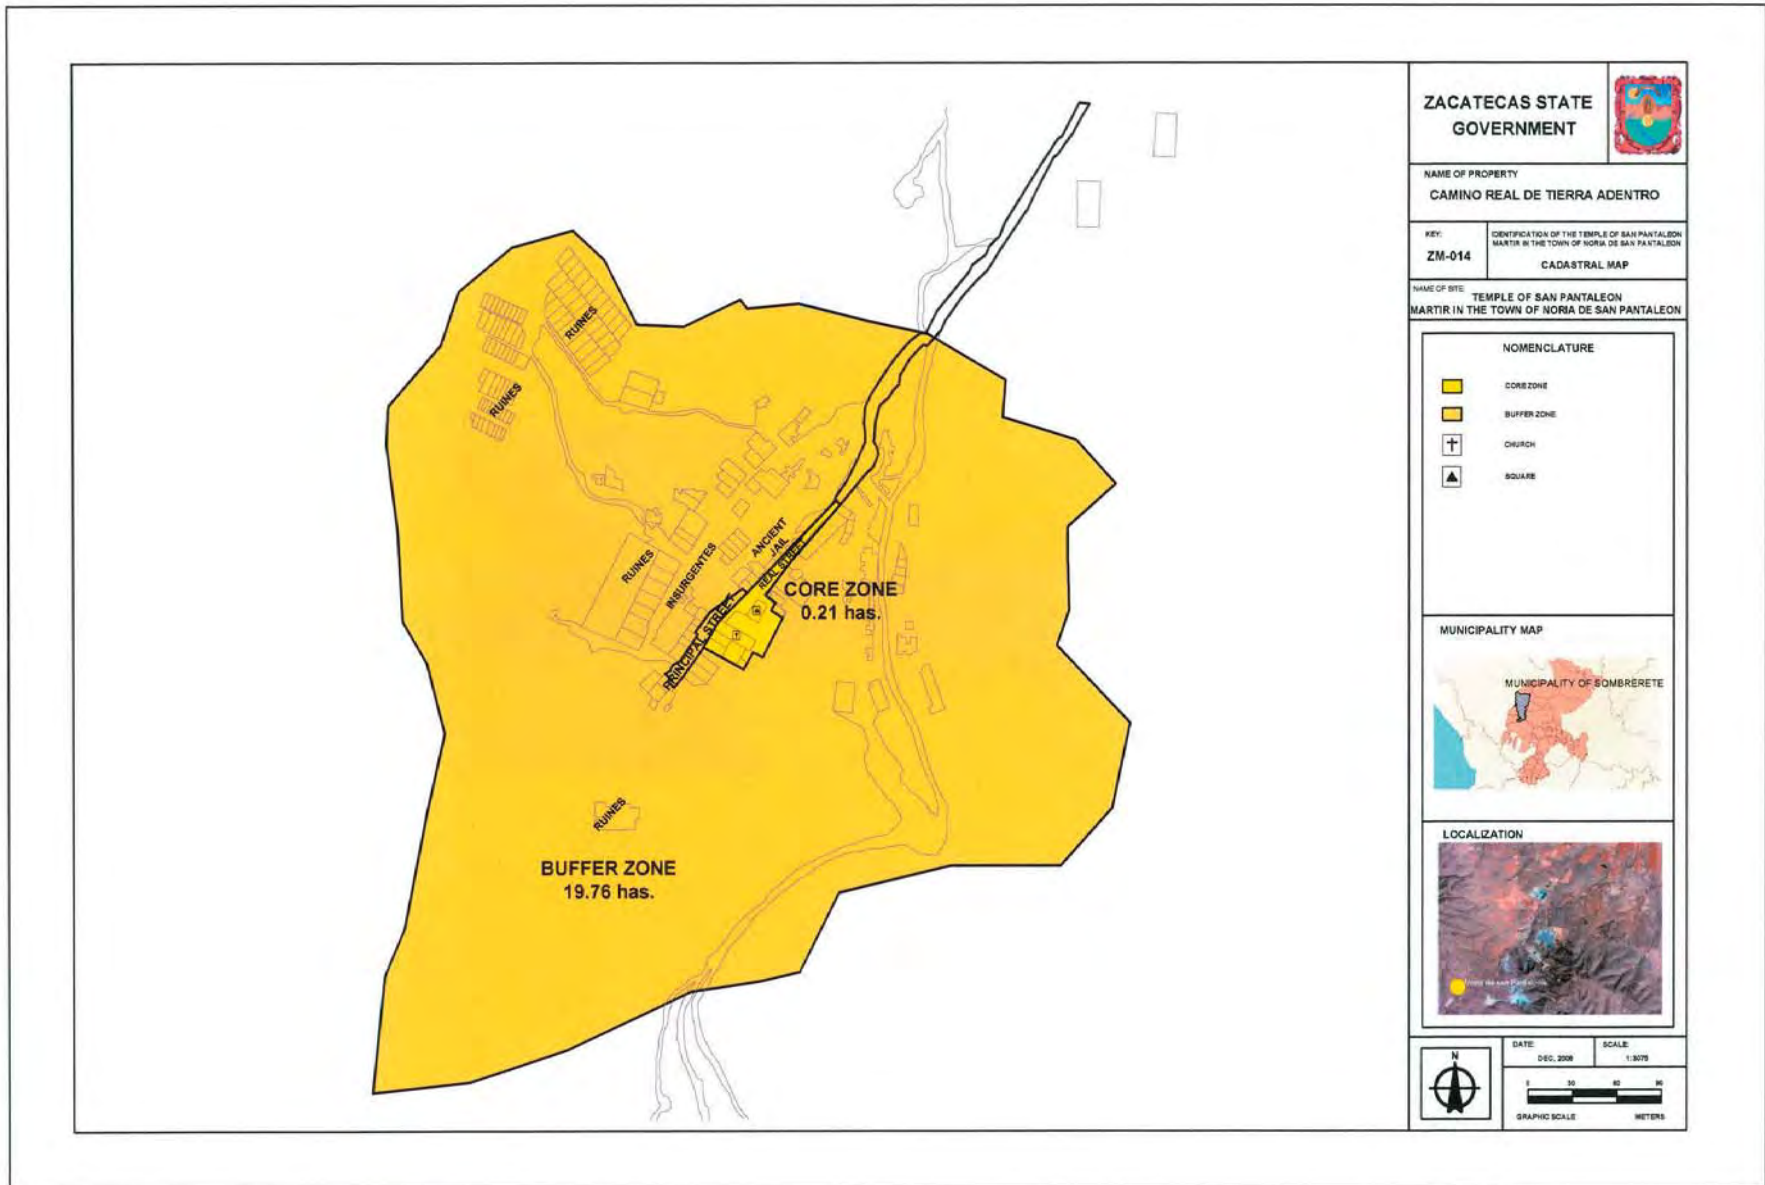 ZACATECAS STATE
GOVERNMENT
NAME OF PROPERTY
CAMINO REAL DE TIERRA ADENTRO
KEY:
ZM-014
IDENTIFICATION OF THE TEMPLE OF SAN PANTALEON
MARTIR IN THE TOWN OF NORIA DE SAN PANTALEON
CADASTRAL MAP
NAME OF SITE
TEMPLE OF SAN PANTALEON
MARTIR IN THE TOWN OF NORIA DE SAN PANTALEON
NOMENCLATURE
CORE ZONE
BUFFER ZONE
CHURCH
SQUARE
RUINES
RUINES
RUINES
INSURGENTES
ANCIENT
JAIL
REAL STREET
PRINCIPAL STREET
CORE ZONE
0.21 has.
RUINES
BUFFER ZONE
19.76 has.
MUNICIPALITY MAP
MUNICIPALITY OF SOMBRERETE
LOCALIZATION
N
DATE:
DEC, 2008
SCALE
0 30 60 90
GRAPHIC SCALE
METERS